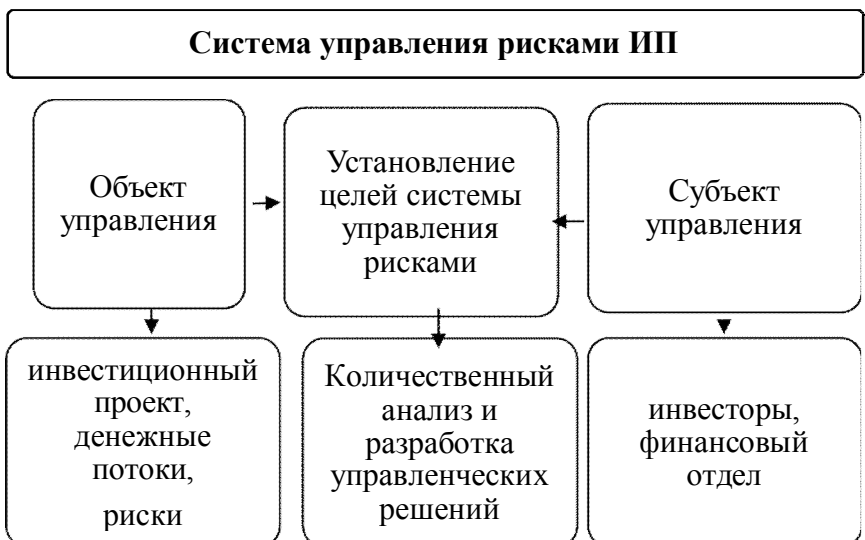 Система управления рисками ИП
Объект
управления
Установление
целей системы
управления
рисками
Субъект
управления
инвестиционный
проект,
денежные
потоки,
риски
Количественный
анализ и
разработка
управленческих
решений
инвесторы,
финансовый
отдел